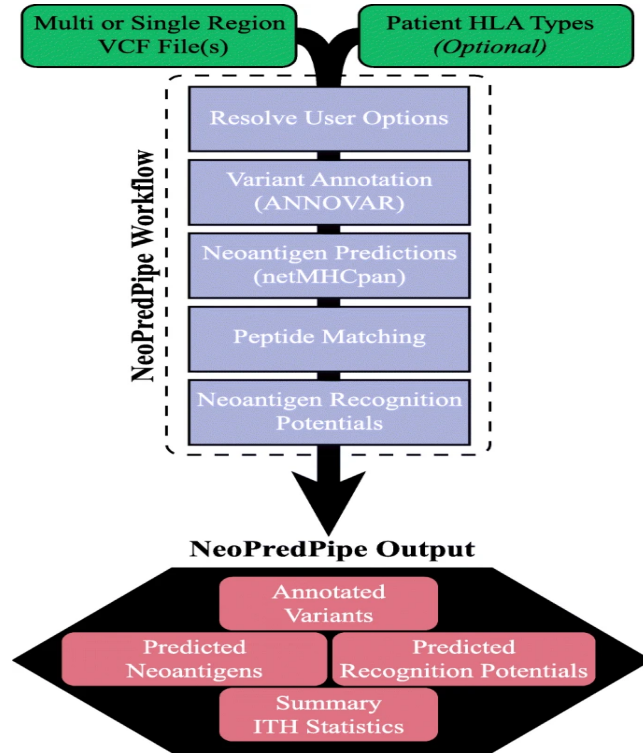 Multi or Single Region
VCF File(s)
Patient HLA Types
(Optional)
NeoPredPipe Workflow
Resolve User Options
Variant Annotation
(ANNOVAR)
Neoantigen Predictions
(netMHCpan)
Peptide Matching
Neoantigen Recognition
Potentials
NeoPredPipe Output
Annotated
Variants
Predicted
Neoantigens
Predicted
Recognition Potentials
Summary
ITH Statistics